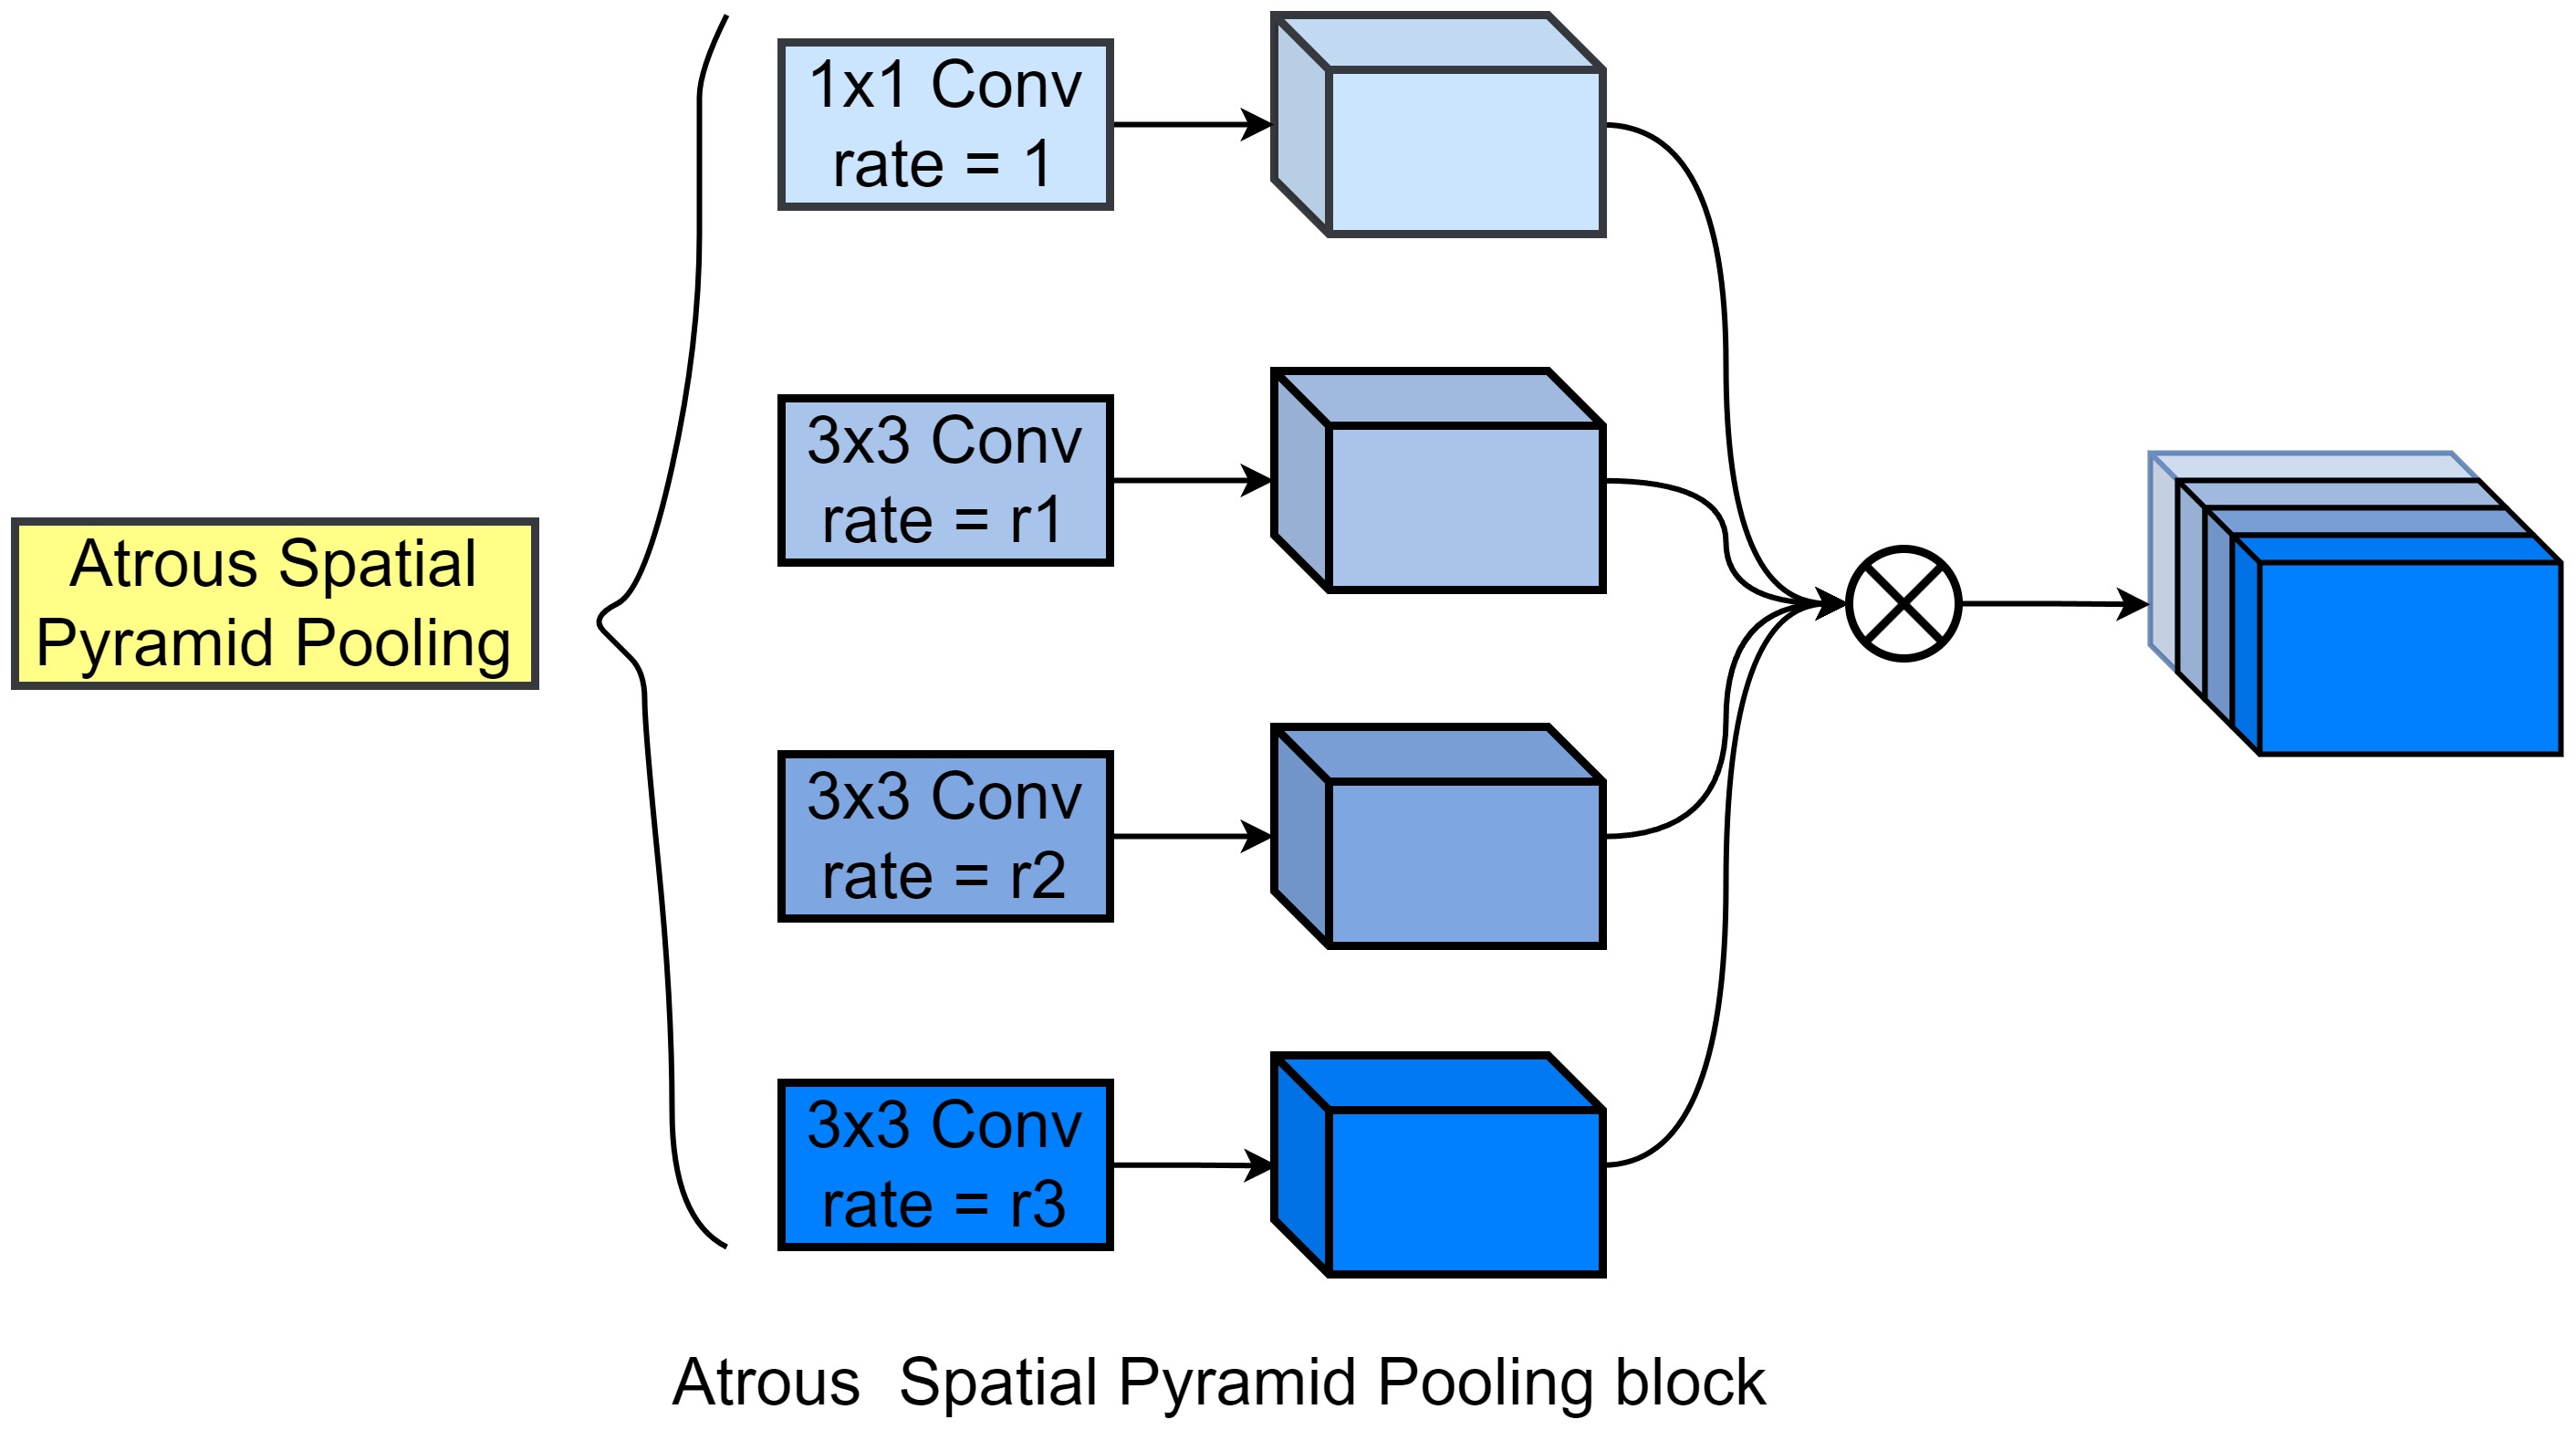 1x1 Conv
rate = 1
3x3 Conv
rate = r1
Atrous Spatial
Pyramid Pooling
3x3 Conv
rate = r2
3x3 Conv
rate = r3
Atrous  Spatial Pyramid Pooling block